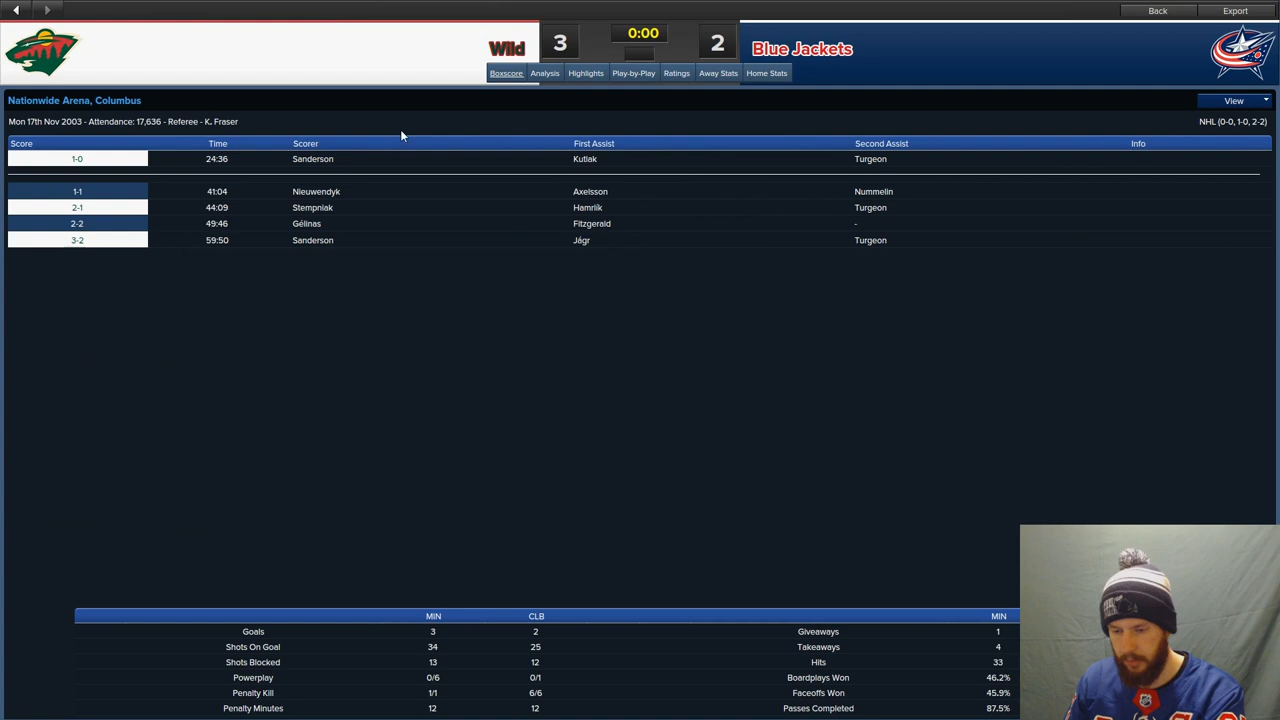 Back Export
Wild 3 0:00 2 Blue Jackets
Boxscore Analysis Highlights Play-by-Play Ratings Away Stats Home Stats
Nationwide Arena, Columbus View
Mon 17th Nov 2003 - Attendance: 17,636 - Referee - K. Fraser NHL (0-0, 1-0, 2-2)
Score Time Scorer First Assist Second Assist Info
1-0 24:36 Sanderson Kutlak Turgeon
1-1 41:04 Nieuwendyk Axelsson Nummelin
2-1 44:09 Stempniak Hamrlík Turgeon
2-2 49:46 Gélinas Fitzgerald -
3-2 59:50 Sanderson Jágr Turgeon
MIN CLB MIN
Goals 3 2 Giveaways 1
Shots On Goal 34 25 Takeaways 4
Shots Blocked 13 12 Hits 33
Powerplay 0/6 0/1 Boardplays Won 46.2%
Penalty Kill 1/1 6/6 Faceoffs Won 45.9%
Penalty Minutes 12 12 Passes Completed 87.5%